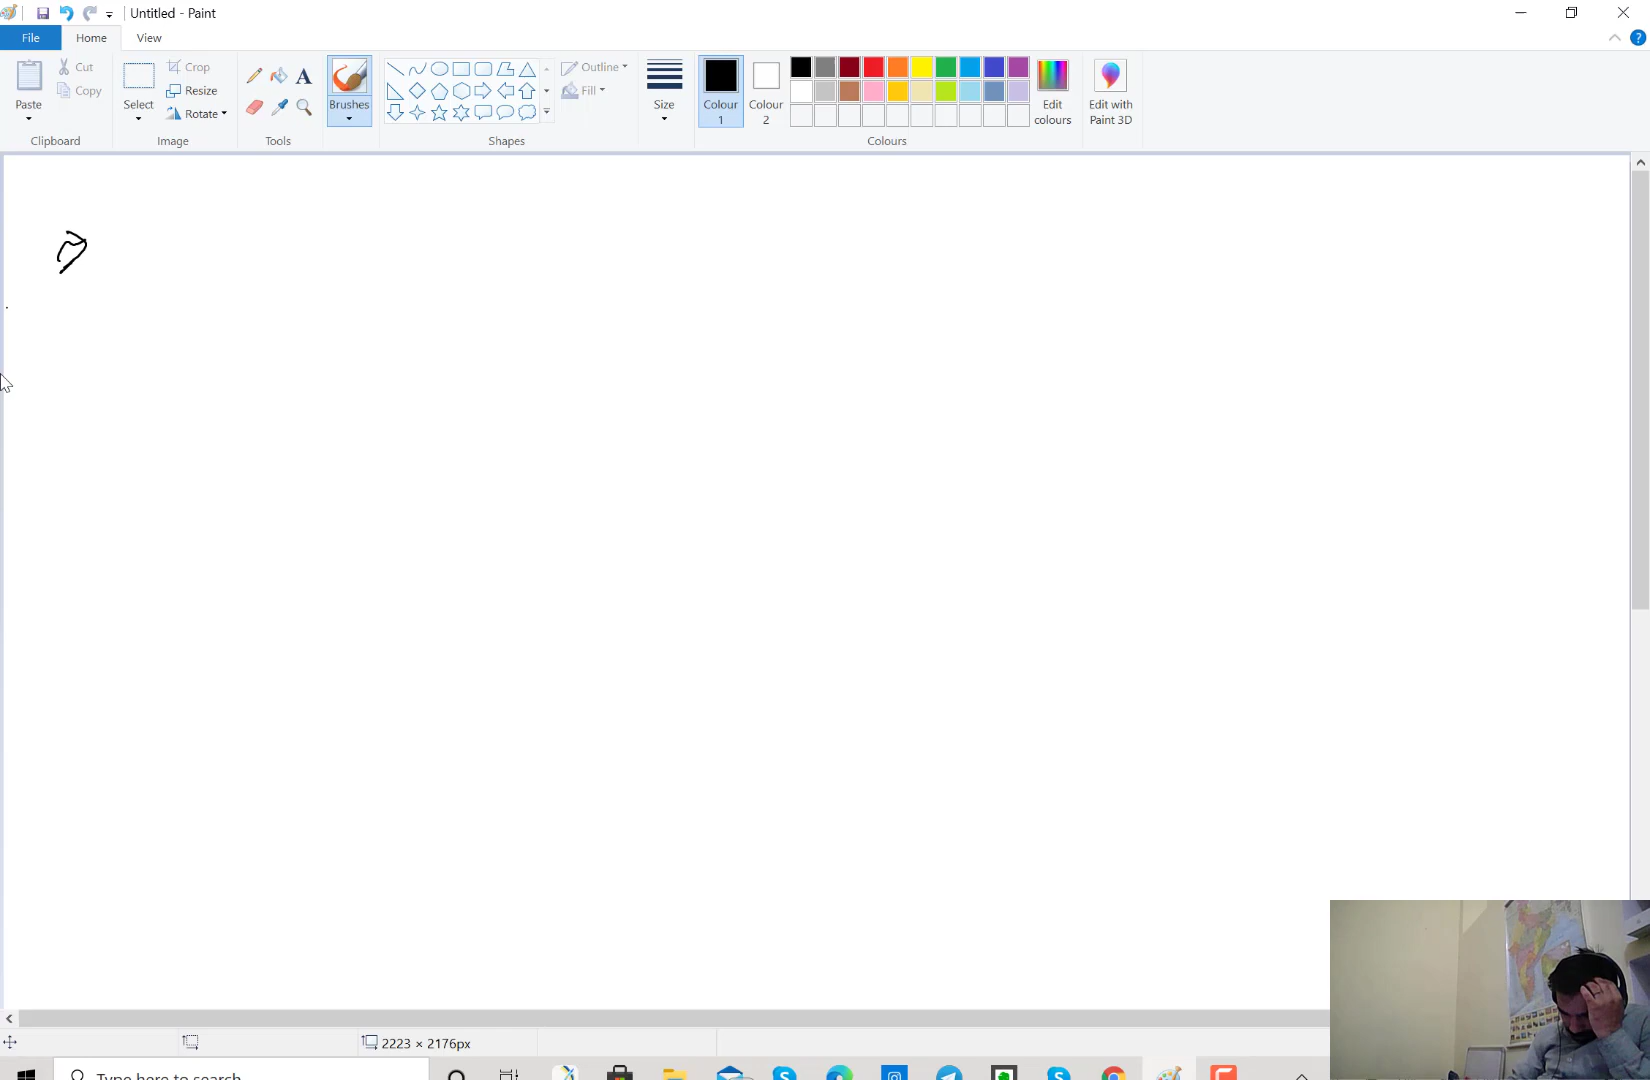 Untitled - Paint
File Home View
Paste
Cut
Copy
Clipboard
Select
Crop
Resize
Rotate
Image
Tools
Brushes
Shapes
Outline
Fill
Size
Colour 1
Colour 2
Edit colours
Colours
Edit with Paint 3D
2223 × 2176px
Type here to search